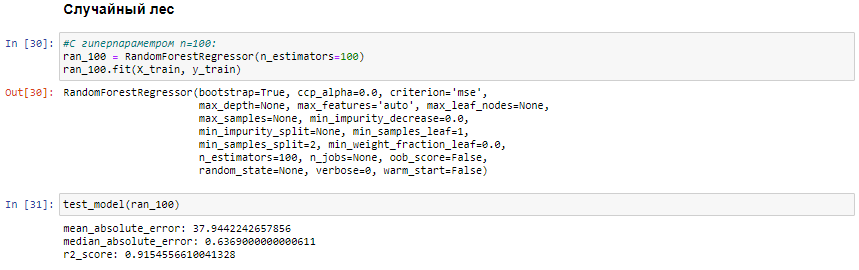 Случайный лес
In [30]: #С гиперпараметром n=100:
ran_100 = RandomForestRegressor(n_estimators=100)
ran_100.fit(X_train, y_train)
Out[30]: RandomForestRegressor(bootstrap=True, ccp_alpha=0.0, criterion='mse',
max_depth=None, max_features='auto', max_leaf_nodes=None,
max_samples=None, min_impurity_decrease=0.0,
min_impurity_split=None, min_samples_leaf=1,
min_samples_split=2, min_weight_fraction_leaf=0.0,
n_estimators=100, n_jobs=None, oob_score=False,
random_state=None, verbose=0, warm_start=False)
In [31]: test_model(ran_100)
mean_absolute_error: 37.9442242657856
median_absolute_error: 0.6369000000000611
r2_score: 0.9154556610041328